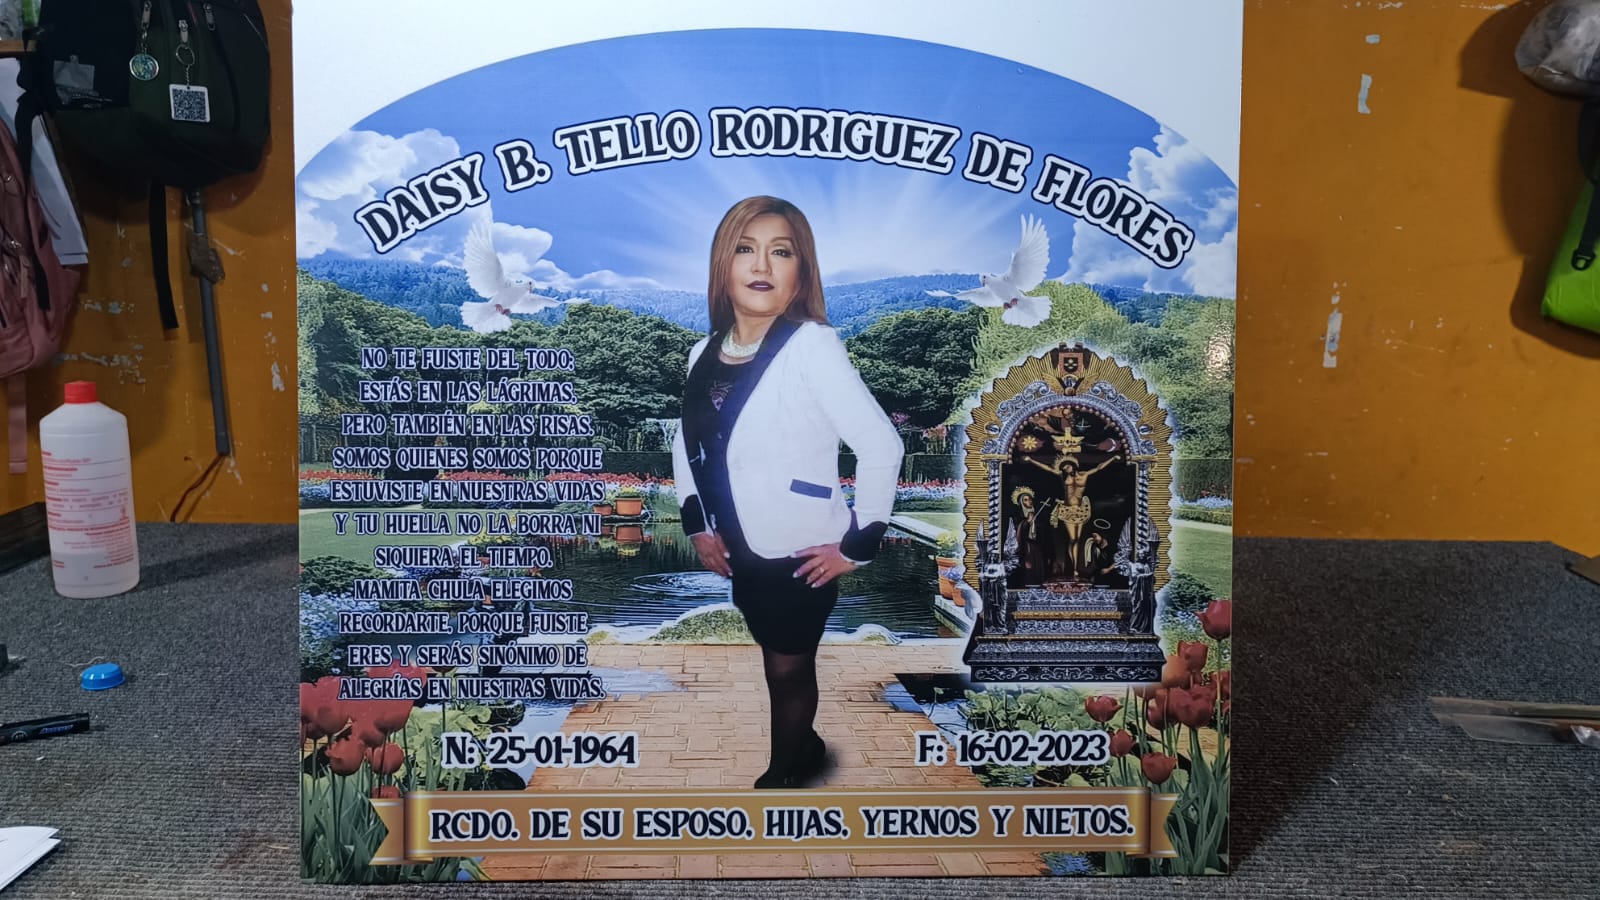 DAISY B. TELLO RODRIGUEZ DE FLORES
NO TE FUISTE DEL TODO:
ESTÁS EN LAS LÁGRIMAS,
PERO TAMBIÉN EN LAS RISAS.
SOMOS QUIENES SOMOS PORQUE
ESTUVISTE EN NUESTRAS VIDAS
Y TU HUELLA NO LA BORRA NI
SIQUIERA EL TIEMPO.
MAMITA CHULA ELEGIMOS
RECORDARTE, PORQUE FUISTE
ERES Y SERÁS SINÓNIMO DE
ALEGRÍAS EN NUESTRAS VIDAS.
N: 25-01-1964
F: 16-02-2023
RCDO. DE SU ESPOSO, HIJAS, YERNOS Y NIETOS.